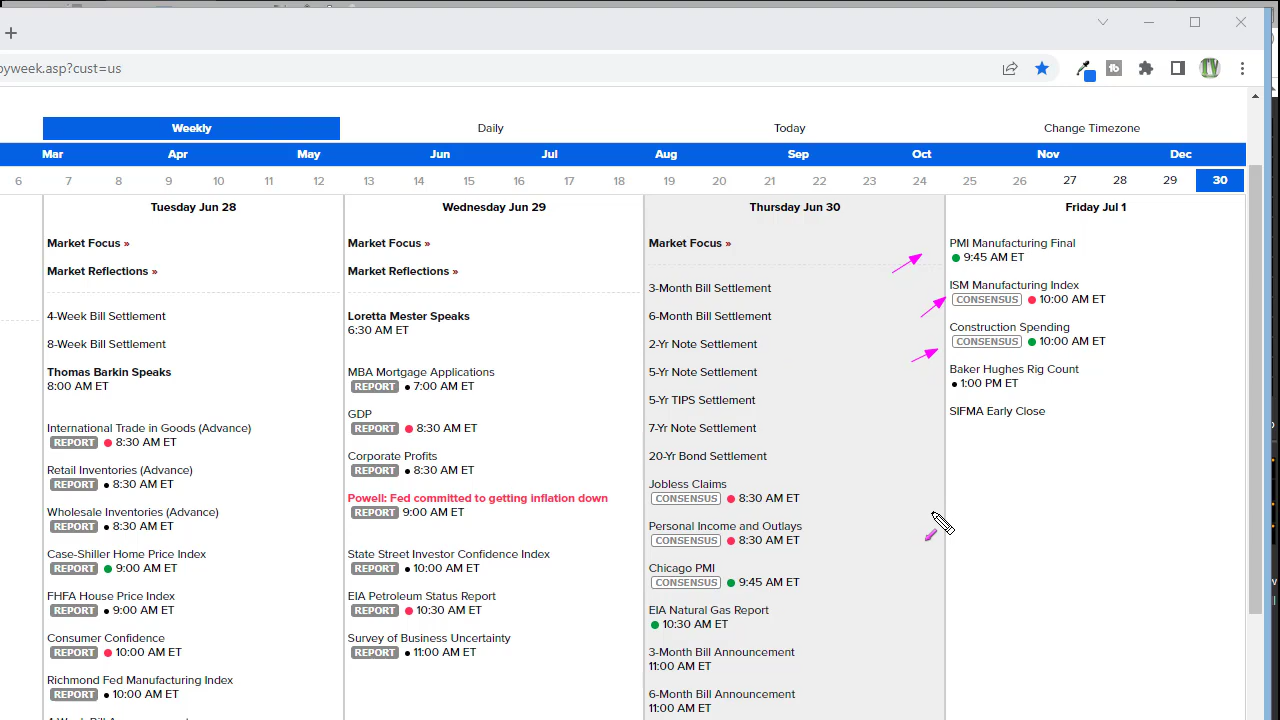 byweek.asp?cust=us
Weekly
Daily
Today
Change Timezone
Mar Apr May Jun Jul Aug Sep Oct Nov Dec
6 7 8 9 10 11 12 13 14 15 16 17 18 19 20 21 22 23 24 25 26 27 28 29 30
Tuesday Jun 28
Market Focus »
Market Reflections »
4-Week Bill Settlement
8-Week Bill Settlement
Thomas Barkin Speaks
8:00 AM ET
International Trade in Goods (Advance)
REPORT 8:30 AM ET
Retail Inventories (Advance)
REPORT 8:30 AM ET
Wholesale Inventories (Advance)
REPORT 8:30 AM ET
Case-Shiller Home Price Index
REPORT 9:00 AM ET
FHFA House Price Index
REPORT 9:00 AM ET
Consumer Confidence
REPORT 10:00 AM ET
Richmond Fed Manufacturing Index
REPORT 10:00 AM ET
Wednesday Jun 29
Market Focus »
Market Reflections »
Loretta Mester Speaks
6:30 AM ET
MBA Mortgage Applications
REPORT 7:00 AM ET
GDP
REPORT 8:30 AM ET
Corporate Profits
REPORT 8:30 AM ET
Powell: Fed committed to getting inflation down
REPORT 9:00 AM ET
State Street Investor Confidence Index
REPORT 10:00 AM ET
EIA Petroleum Status Report
REPORT 10:30 AM ET
Survey of Business Uncertainty
REPORT 11:00 AM ET
Thursday Jun 30
Market Focus »
3-Month Bill Settlement
6-Month Bill Settlement
2-Yr Note Settlement
5-Yr Note Settlement
5-Yr TIPS Settlement
7-Yr Note Settlement
20-Yr Bond Settlement
Jobless Claims
CONSENSUS 8:30 AM ET
Personal Income and Outlays
CONSENSUS 8:30 AM ET
Chicago PMI
CONSENSUS 9:45 AM ET
EIA Natural Gas Report
10:30 AM ET
3-Month Bill Announcement
11:00 AM ET
6-Month Bill Announcement
11:00 AM ET
Friday Jul 1
PMI Manufacturing Final
9:45 AM ET
ISM Manufacturing Index
CONSENSUS 10:00 AM ET
Construction Spending
CONSENSUS 10:00 AM ET
Baker Hughes Rig Count
1:00 PM ET
SIFMA Early Close